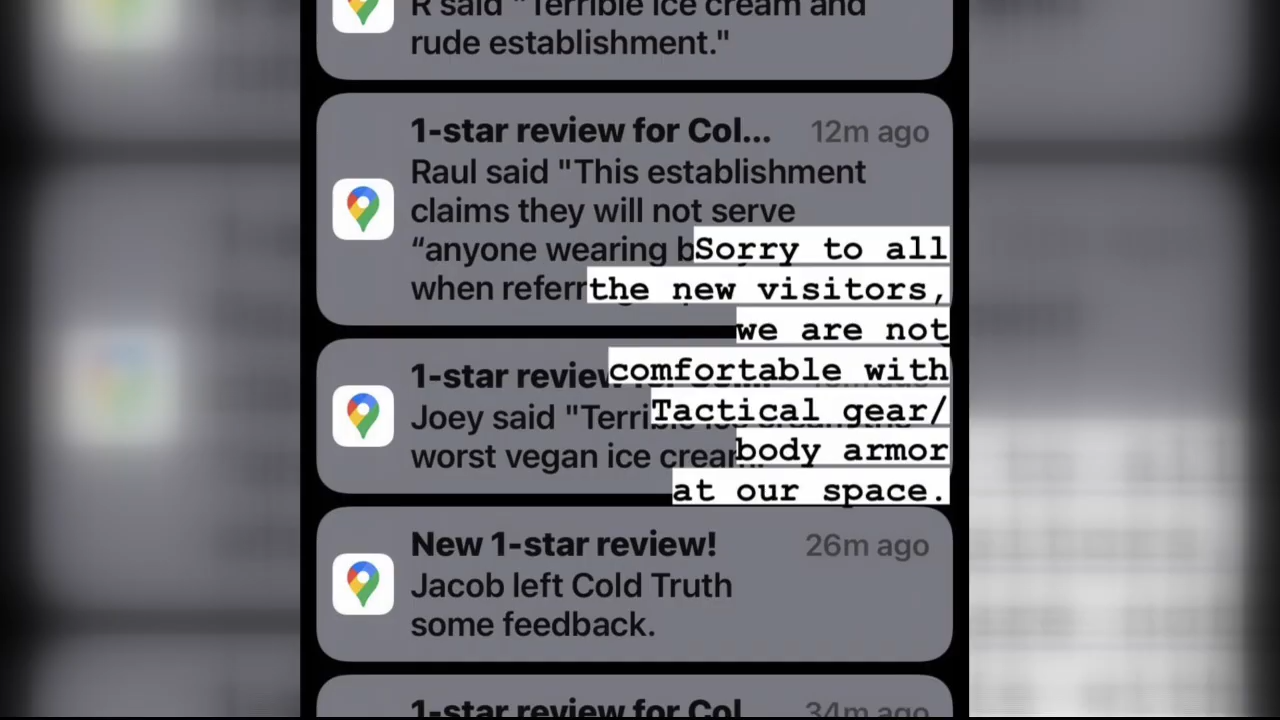 R said "Terrible ice cream and
rude establishment."
1-star review for Col... 12m ago
Raul said "This establishment
claims they will not serve
“anyone wearing
when referr
Sorry to all
the new visitors,
we are not
comfortable with
Tactical gear/
body armor
at our space.
1-star review
Joey said "Terri
worst vegan ice cream
New 1-star review! 26m ago
Jacob left Cold Truth
some feedback.
1-star review for Col 34m ago